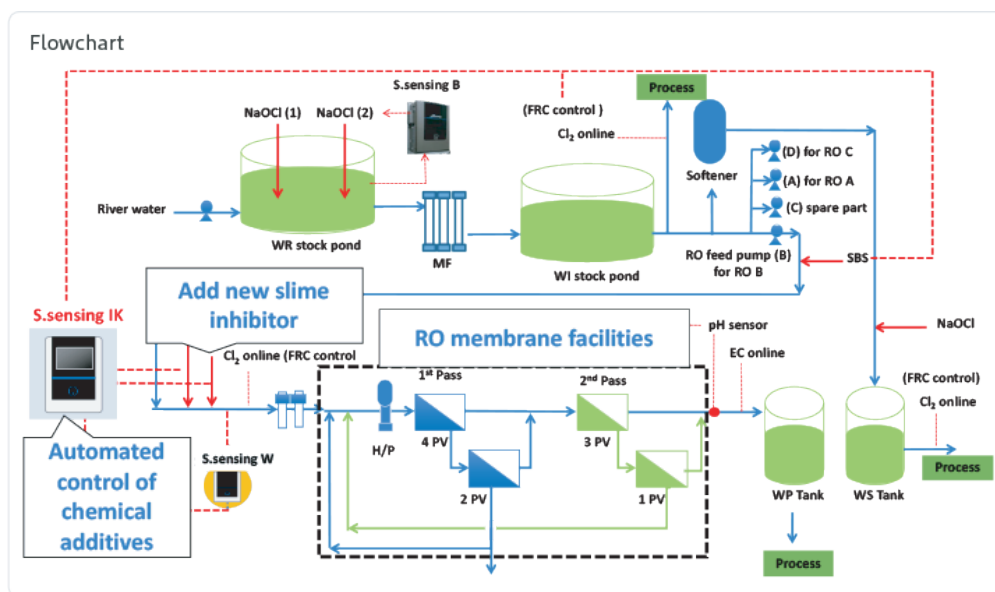 Flowchart
S.sensing B
NaOCl (1)
NaOCl (2)
(FRC control )
Process
Cl₂ online
Softener
(D) for RO C
(A) for RO A
(C) spare part
River water
WR stock pond
MF
WI stock pond
RO feed pump (B)
for RO B
SBS
S.sensing IK
Add new slime
inhibitor
Cl₂ online (FRC control
RO membrane facilities
pH sensor
EC online
NaOCl
1st Pass
2nd Pass
(FRC control)
Cl₂ online
H/P
4 PV
3 PV
2 PV
1 PV
Automated
control of
chemical
additives
S.sensing W
WP Tank
WS Tank
Process
Process